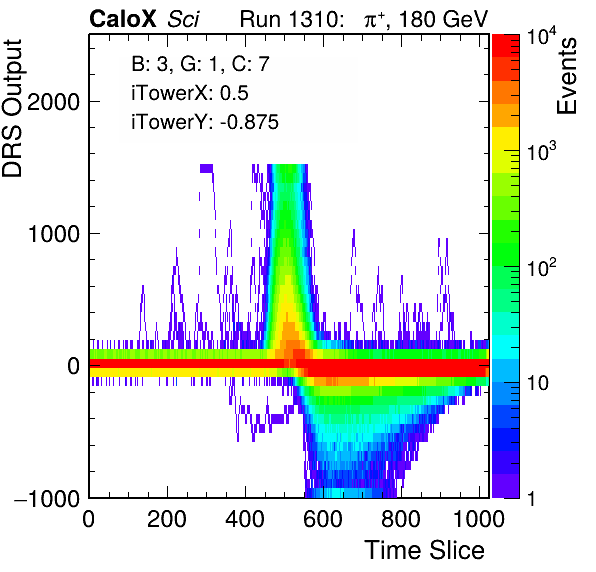 CaloX Sci Run 1310: π⁺, 180 GeV
B: 3, G: 1, C: 7
iTowerX: 0.5
iTowerY: -0.875
DRS Output
2000
1000
0
−1000
0 200 400 600 800 1000
Time Slice
Events
10⁴
10³
10²
10
1